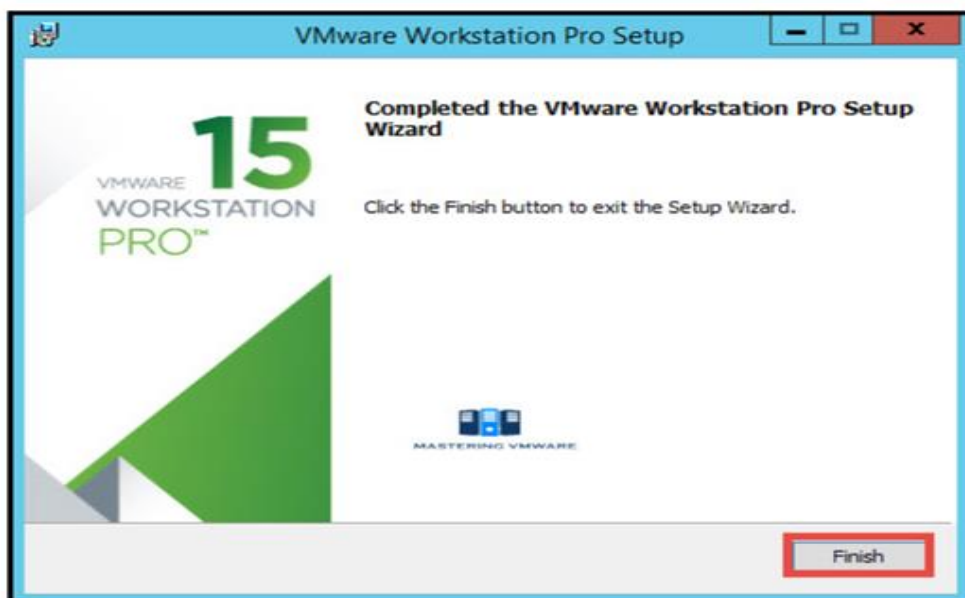 VMware Workstation Pro Setup
15
VMWARE
WORKSTATION
PRO™
Completed the VMware Workstation Pro Setup
Wizard
Click the Finish button to exit the Setup Wizard.
MASTERING VMWARE
Finish